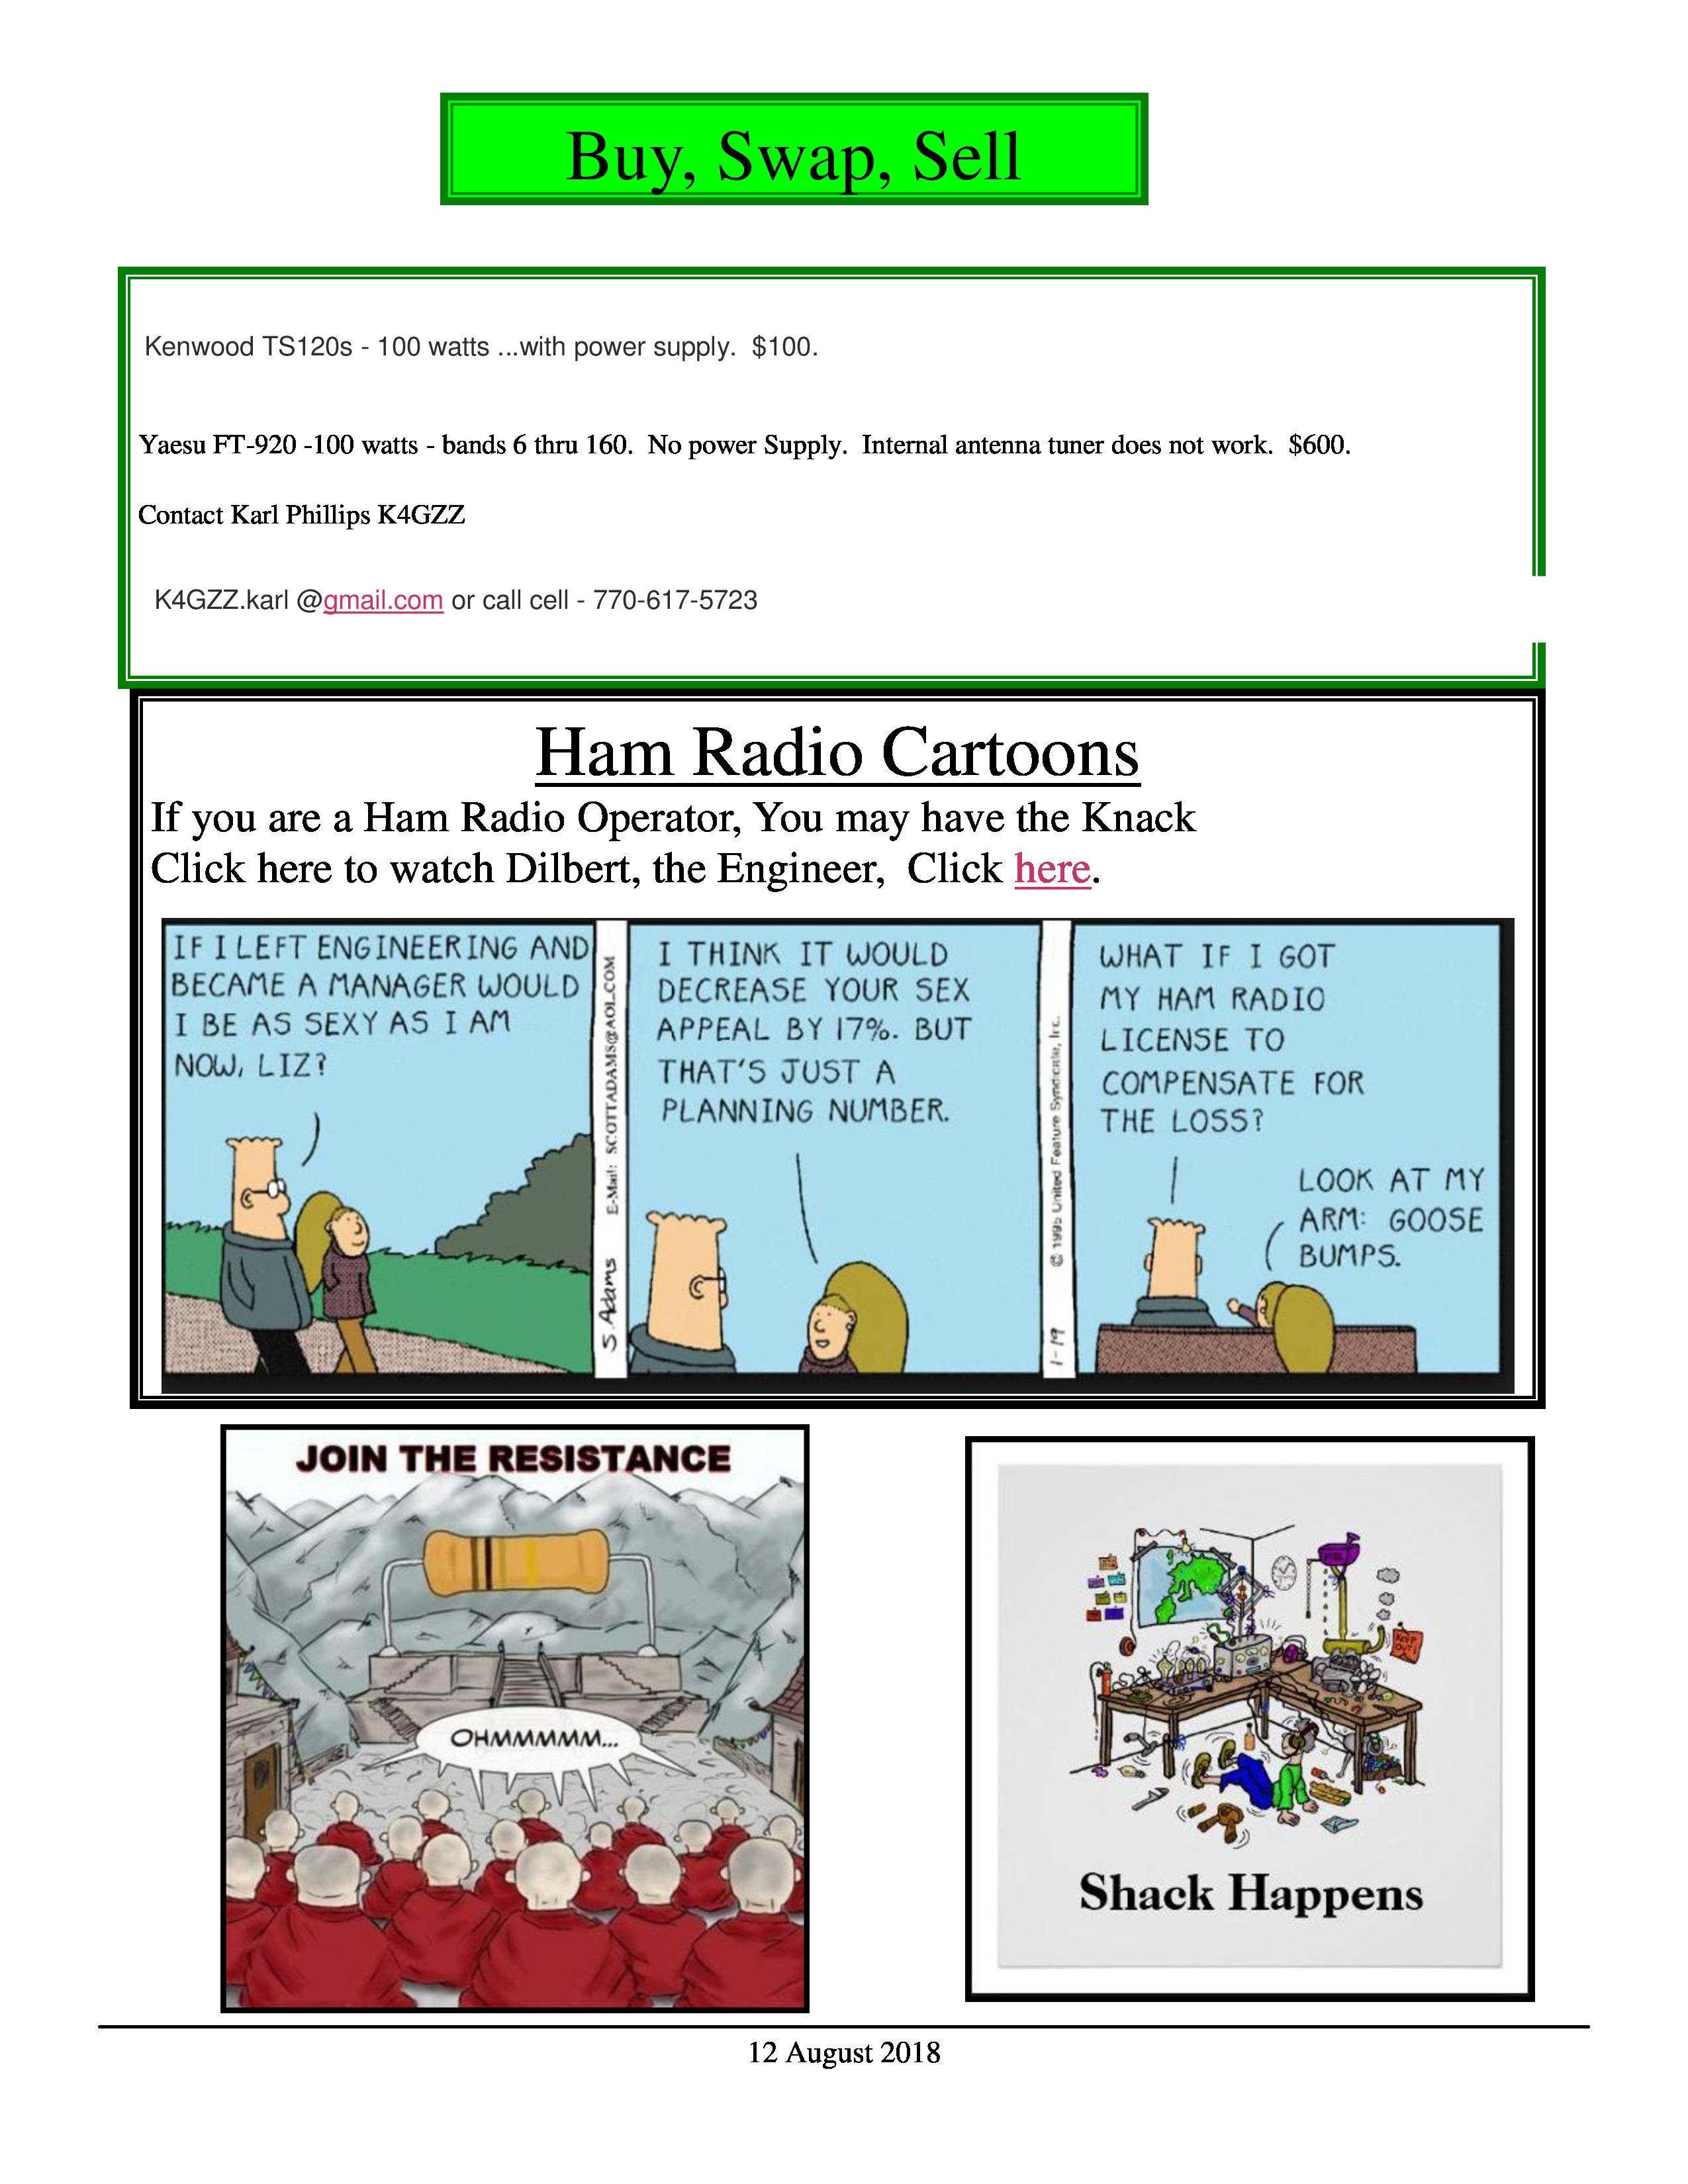 Buy, Swap, Sell
Kenwood TS120s - 100 watts ...with power supply.  $100.
Yaesu FT-920 -100 watts - bands 6 thru 160.  No power Supply.  Internal antenna tuner does not work.  $600.
Contact Karl Phillips K4GZZ
K4GZZ.karl @gmail.com or call cell - 770-617-5723
Ham Radio Cartoons
If you are a Ham Radio Operator, You may have the Knack
Click here to watch Dilbert, the Engineer,  Click here.
IF I LEFT ENGINEERING AND
BECAME A MANAGER WOULD
I BE AS SEXY AS I AM
NOW, LIZ?
S. Adams E-Mail: SCOTTADAMS@AOL.COM
I THINK IT WOULD
DECREASE YOUR SEX
APPEAL BY 17%. BUT
THAT'S JUST A
PLANNING NUMBER.
1-19 © 1995 United Feature Syndicate, Inc.
WHAT IF I GOT
MY HAM RADIO
LICENSE TO
COMPENSATE FOR
THE LOSS?
LOOK AT MY
ARM: GOOSE
BUMPS.
JOIN THE RESISTANCE
OHMMMMM...
KEEP
OUT!
Shack Happens
12 August 2018